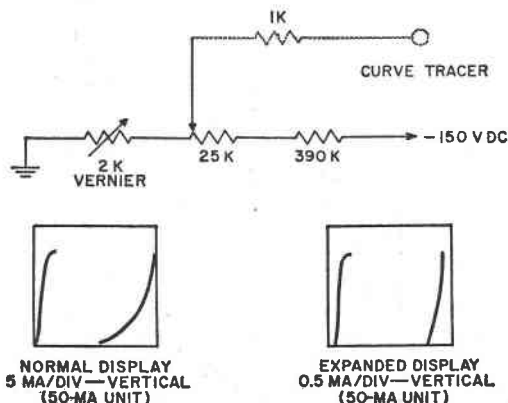 1K
CURVE TRACER
-150 V DC
2 K
VERNIER
25 K
390 K
NORMAL DISPLAY
5 MA/DIV—VERTICAL
(50-MA UNIT)
EXPANDED DISPLAY
0.5 MA/DIV—VERTICAL
(50-MA UNIT)